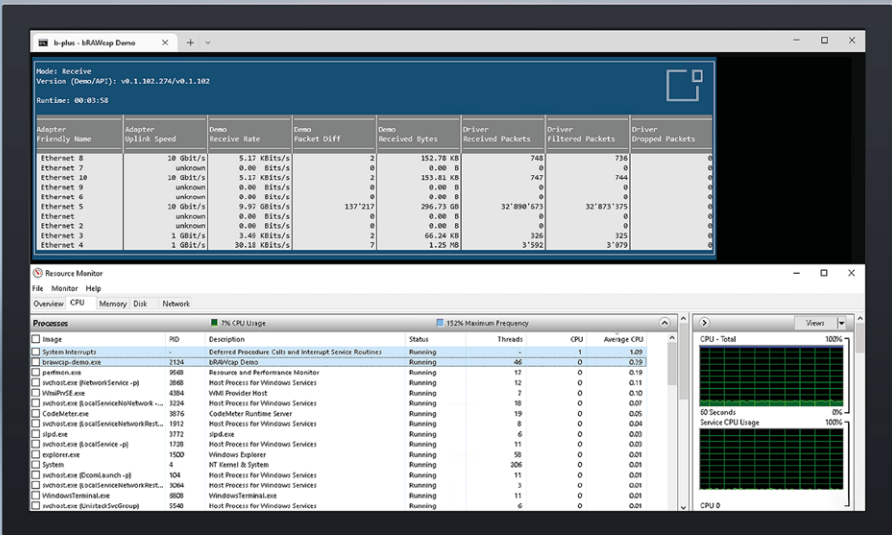 b-plus - bRAWcap Demo
Mode: Receive
Version (Demo/API): v0.1.102.274/v0.1.102
Runtime: 00:03:58
Adapter Adapter Demo Demo Demo Driver Driver Driver
Friendly Name Uplink Speed Receive Rate Packet Diff Received Bytes Received Packets Filtered Packets Dropped Packets
Ethernet 8 10 Gbit/s 5.17 KBits/s 2 152.78 KB 748 736 0
Ethernet 7 unknown 0.00 Bits/s 0 0.00 B 0 0 0
Ethernet 10 10 Gbit/s 5.17 KBits/s 2 153.81 KB 747 744 0
Ethernet 9 unknown 0.00 Bits/s 0 0.00 B 0 0 0
Ethernet 6 unknown 0.00 Bits/s 0 0.00 B 0 0 0
Ethernet 5 10 Gbit/s 9.97 GBits/s 137'217 296.73 GB 32'890'673 32'873'375 0
Ethernet unknown 0.00 Bits/s 0 0.00 B 0 0 0
Ethernet 2 unknown 0.00 Bits/s 0 0.00 B 0 0 0
Ethernet 3 1 GBit/s 3.49 KBits/s 2 66.24 KB 326 325 0
Ethernet 4 1 GBit/s 30.18 KBits/s 7 1.25 MB 3'592 3'079 0
Resource Monitor
File Monitor Help
Overview CPU Memory Disk Network
Processes 7% CPU Usage 152% Maximum Frequency Views
Image PID Description Status Threads CPU Average CPU
System Interrupts - Deferred Procedure Calls and Interrupt Service Routines Running - 1 1.09
brawcap-demo.exe 2124 bRAWcap Demo Running 46 0 0.39
perfmon.exe 9568 Resource and Performance Monitor Running 17 0 0.19
svchost.exe (NetworkService -p) 2868 Host Process for Windows Services Running 12 0 0.11
WmiPrvSE.exe 4384 WMI Provider Host Running 7 0 0.10
svchost.exe (LocalServiceNoNetwork -... 3224 Host Process for Windows Services Running 18 0 0.07
CodeMeter.exe 3876 CodeMeter Runtime Server Running 19 0 0.05
svchost.exe (LocalServiceNetworkRest... 1912 Host Process for Windows Services Running 8 0 0.04
sipd.exe 3772 sipd.exe Running 6 0 0.03
svchost.exe (LocalService -p) 1728 Host Process for Windows Services Running 11 0 0.03
explorer.exe 1500 Windows Explorer Running 58 0 0.01
System 4 NT Kernel & System Running 206 0 0.01
svchost.exe (DcomLaunch -p) 104 Host Process for Windows Services Running 11 0 0.01
svchost.exe (LocalServiceNetworkRest... 3064 Host Process for Windows Services Running 3 0 0.01
WindowsTerminal.exe 8808 WindowsTerminal.exe Running 11 0 0.01
svchost.exe (UnistackSvcGroup) 5548 Host Process for Windows Services Running 6 0 0.01
CPU - Total 100%
60 Seconds 0%
Service CPU Usage 100%
CPU 0